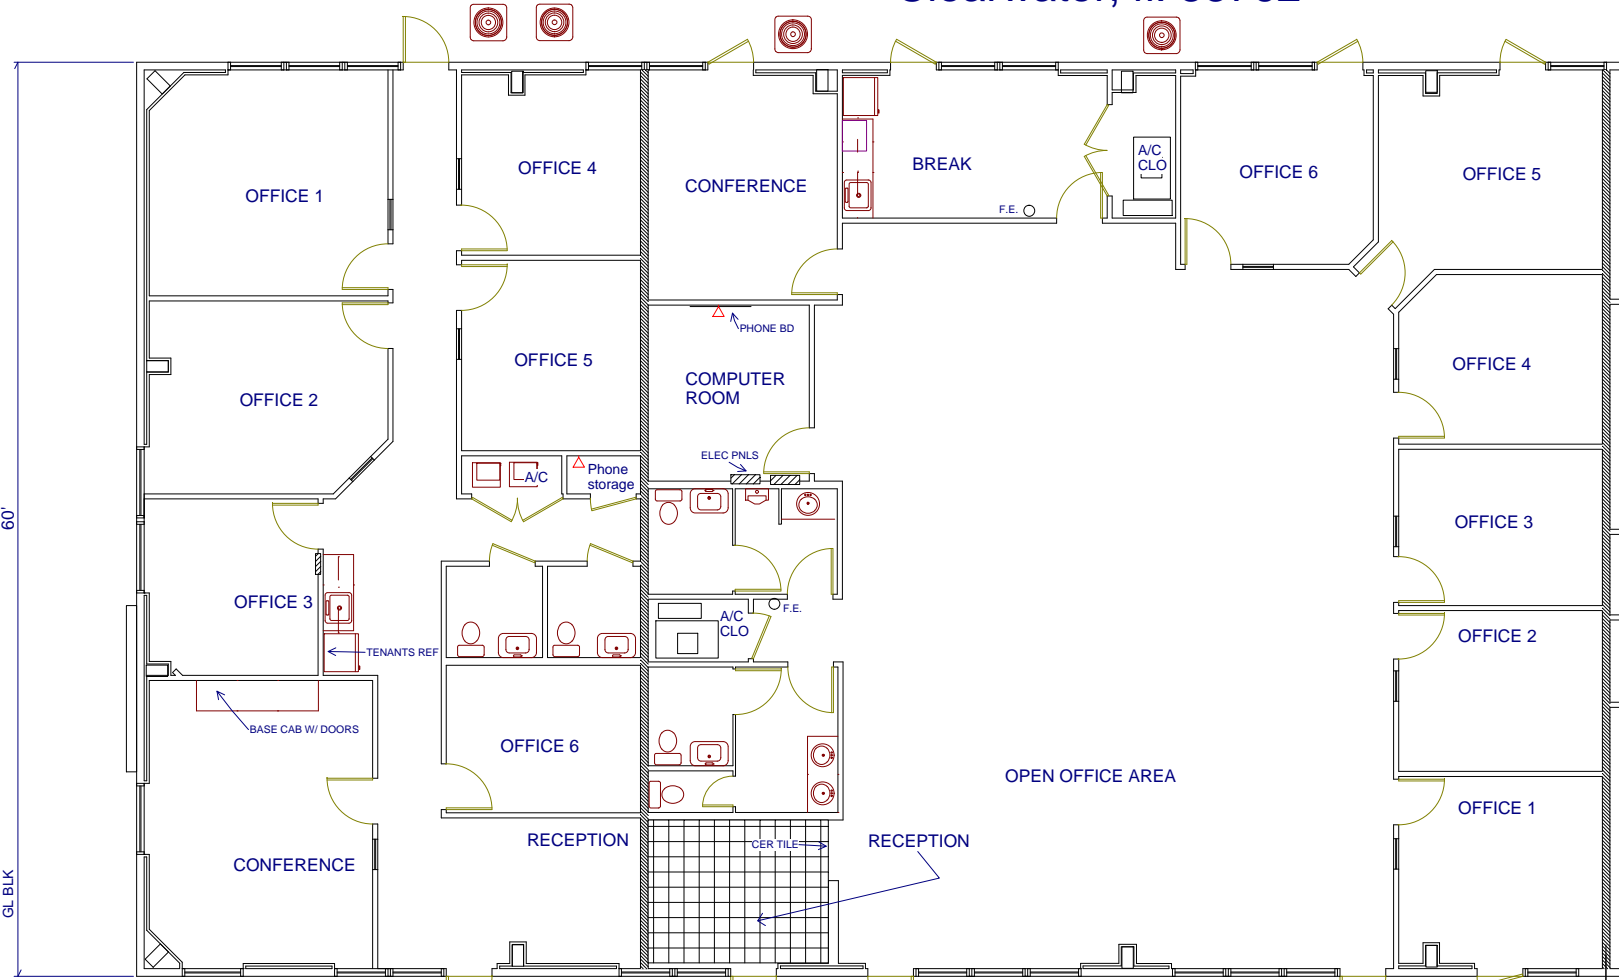 OFFICE 1
OFFICE 4
CONFERENCE
BREAK
F.E.
A/C
CLO
OFFICE 6
OFFICE 5
OFFICE 2
OFFICE 5
PHONE BD
COMPUTER
ROOM
OFFICE 4
ELEC PNLS
A/C
Phone
storage
60'
OFFICE 3
OFFICE 3
TENANTS REF
A/C
CLO
F.E.
OFFICE 2
BASE CAB W/ DOORS
OFFICE 6
OPEN OFFICE AREA
OFFICE 1
GL BLK
CONFERENCE
RECEPTION
CER TILE
RECEPTION